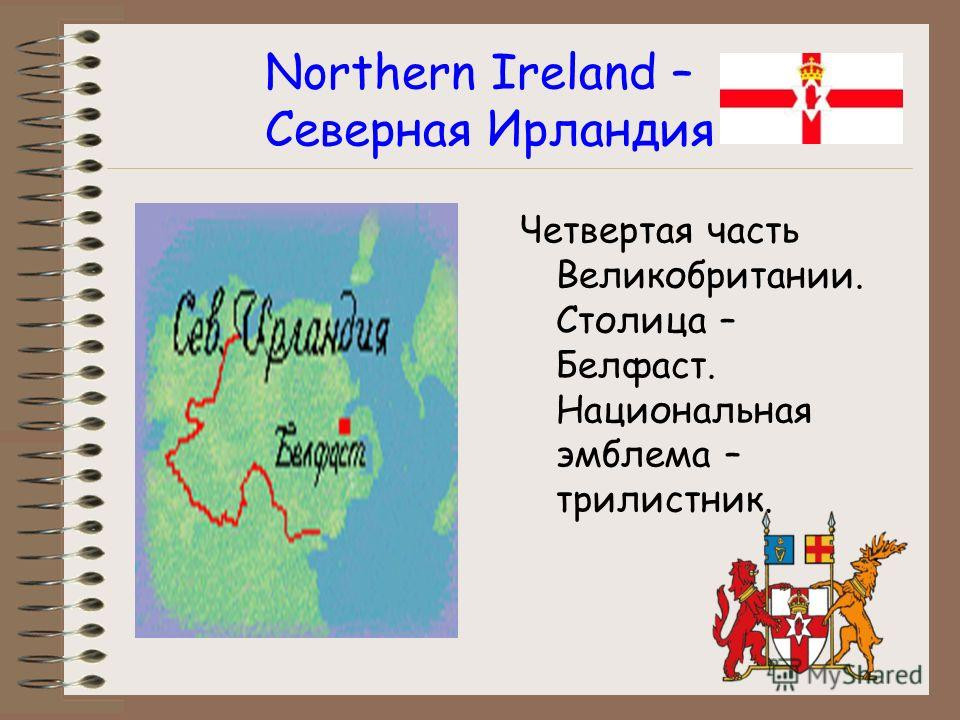 Northern Ireland –
Северная Ирландия
Сев. Ирландия
Белфаст
Четвертая часть
Великобритании.
Столица –
Белфаст.
Национальная
эмблема –
трилистник.
MyShared